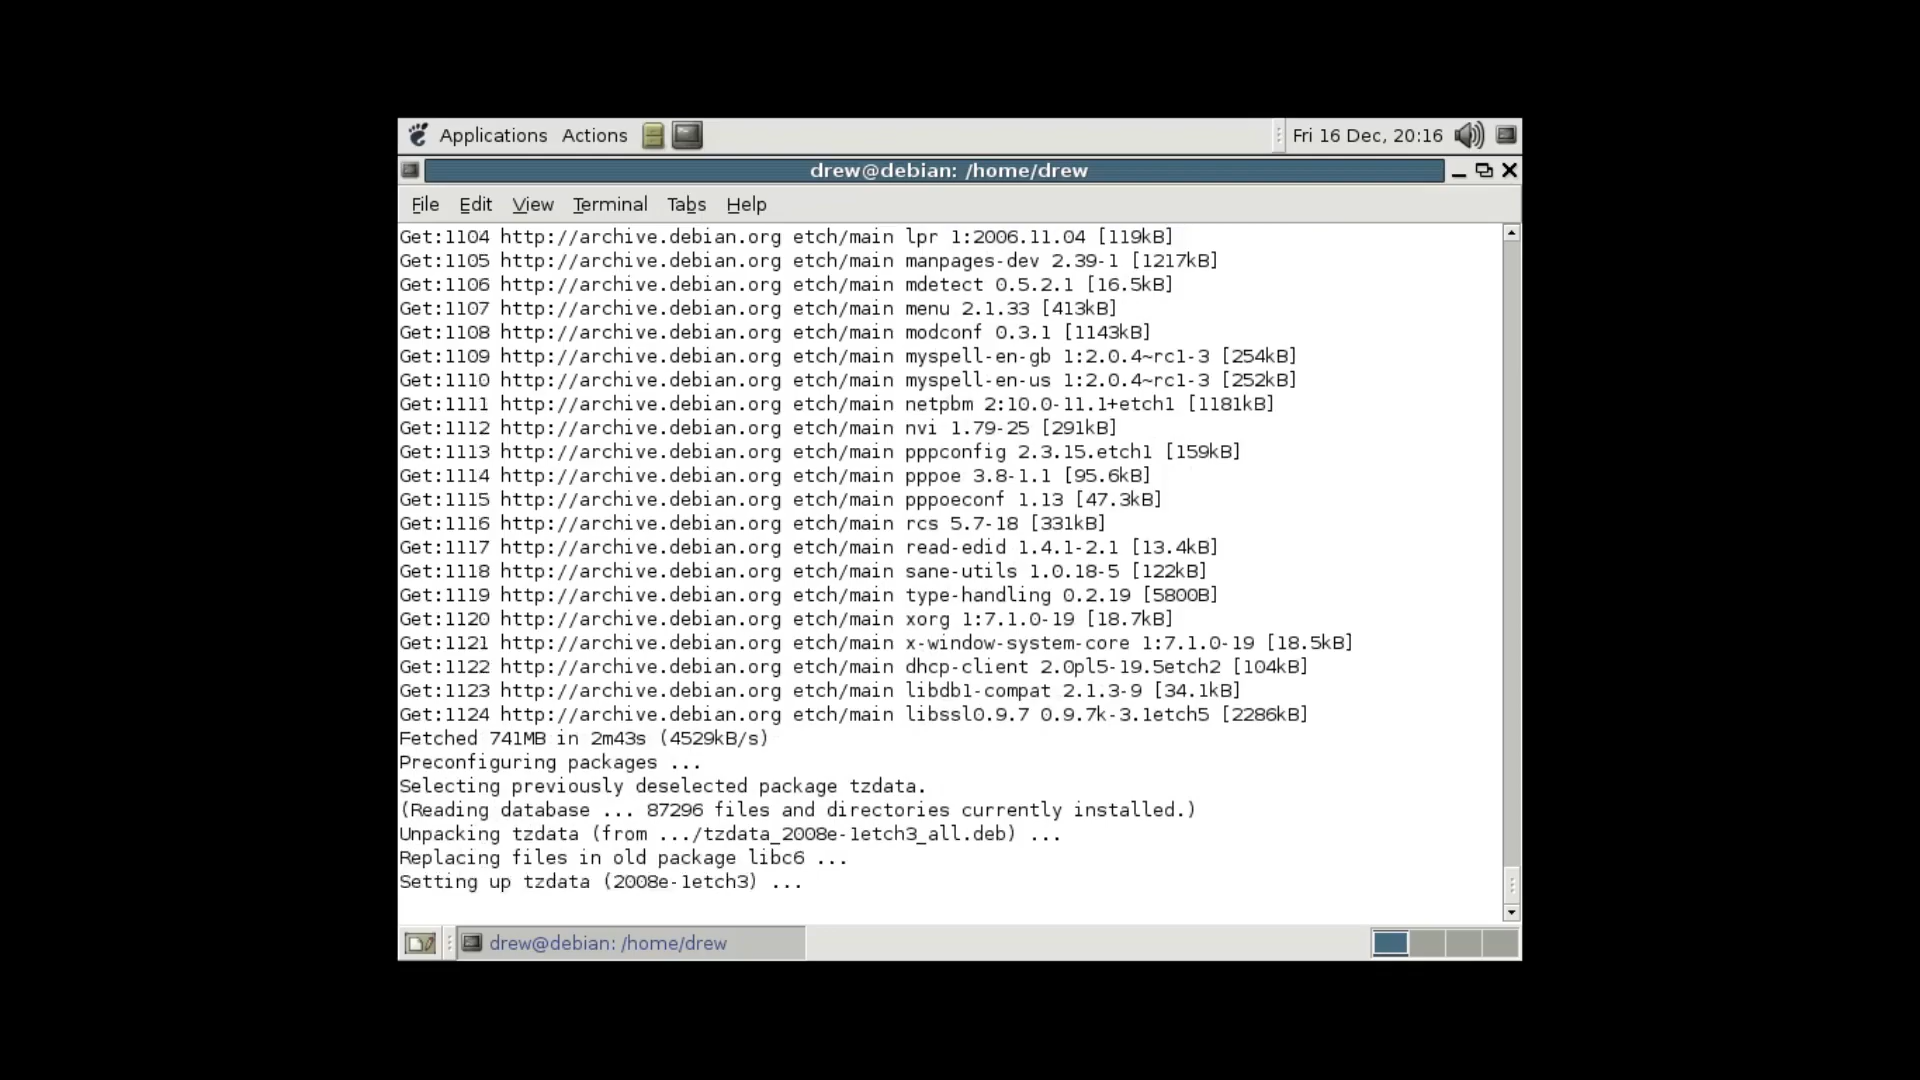 Applications Actions Fri 16 Dec, 20:16
drew@debian: /home/drew
File Edit View Terminal Tabs Help
Get:1104 http://archive.debian.org etch/main lpr 1:2006.11.04 [119kB]
Get:1105 http://archive.debian.org etch/main manpages-dev 2.39-1 [1217kB]
Get:1106 http://archive.debian.org etch/main mdetect 0.5.2.1 [16.5kB]
Get:1107 http://archive.debian.org etch/main menu 2.1.33 [413kB]
Get:1108 http://archive.debian.org etch/main modconf 0.3.1 [1143kB]
Get:1109 http://archive.debian.org etch/main myspell-en-gb 1:2.0.4~rc1-3 [254kB]
Get:1110 http://archive.debian.org etch/main myspell-en-us 1:2.0.4~rc1-3 [252kB]
Get:1111 http://archive.debian.org etch/main netpbm 2:10.0-11.1+etch1 [1181kB]
Get:1112 http://archive.debian.org etch/main nvi 1.79-25 [291kB]
Get:1113 http://archive.debian.org etch/main pppconfig 2.3.15.etch1 [159kB]
Get:1114 http://archive.debian.org etch/main pppoe 3.8-1.1 [95.6kB]
Get:1115 http://archive.debian.org etch/main pppoeconf 1.13 [47.3kB]
Get:1116 http://archive.debian.org etch/main rcs 5.7-18 [331kB]
Get:1117 http://archive.debian.org etch/main read-edid 1.4.1-2.1 [13.4kB]
Get:1118 http://archive.debian.org etch/main sane-utils 1.0.18-5 [122kB]
Get:1119 http://archive.debian.org etch/main type-handling 0.2.19 [5800B]
Get:1120 http://archive.debian.org etch/main xorg 1:7.1.0-19 [18.7kB]
Get:1121 http://archive.debian.org etch/main x-window-system-core 1:7.1.0-19 [18.5kB]
Get:1122 http://archive.debian.org etch/main dhcp-client 2.0pl5-19.5etch2 [104kB]
Get:1123 http://archive.debian.org etch/main libdb1-compat 2.1.3-9 [34.1kB]
Get:1124 http://archive.debian.org etch/main libssl0.9.7 0.9.7k-3.1etch5 [2286kB]
Fetched 741MB in 2m43s (4529kB/s)
Preconfiguring packages ...
Selecting previously deselected package tzdata.
(Reading database ... 87296 files and directories currently installed.)
Unpacking tzdata (from .../tzdata_2008e-1etch3_all.deb) ...
Replacing files in old package libc6 ...
Setting up tzdata (2008e-1etch3) ...
drew@debian: /home/drew